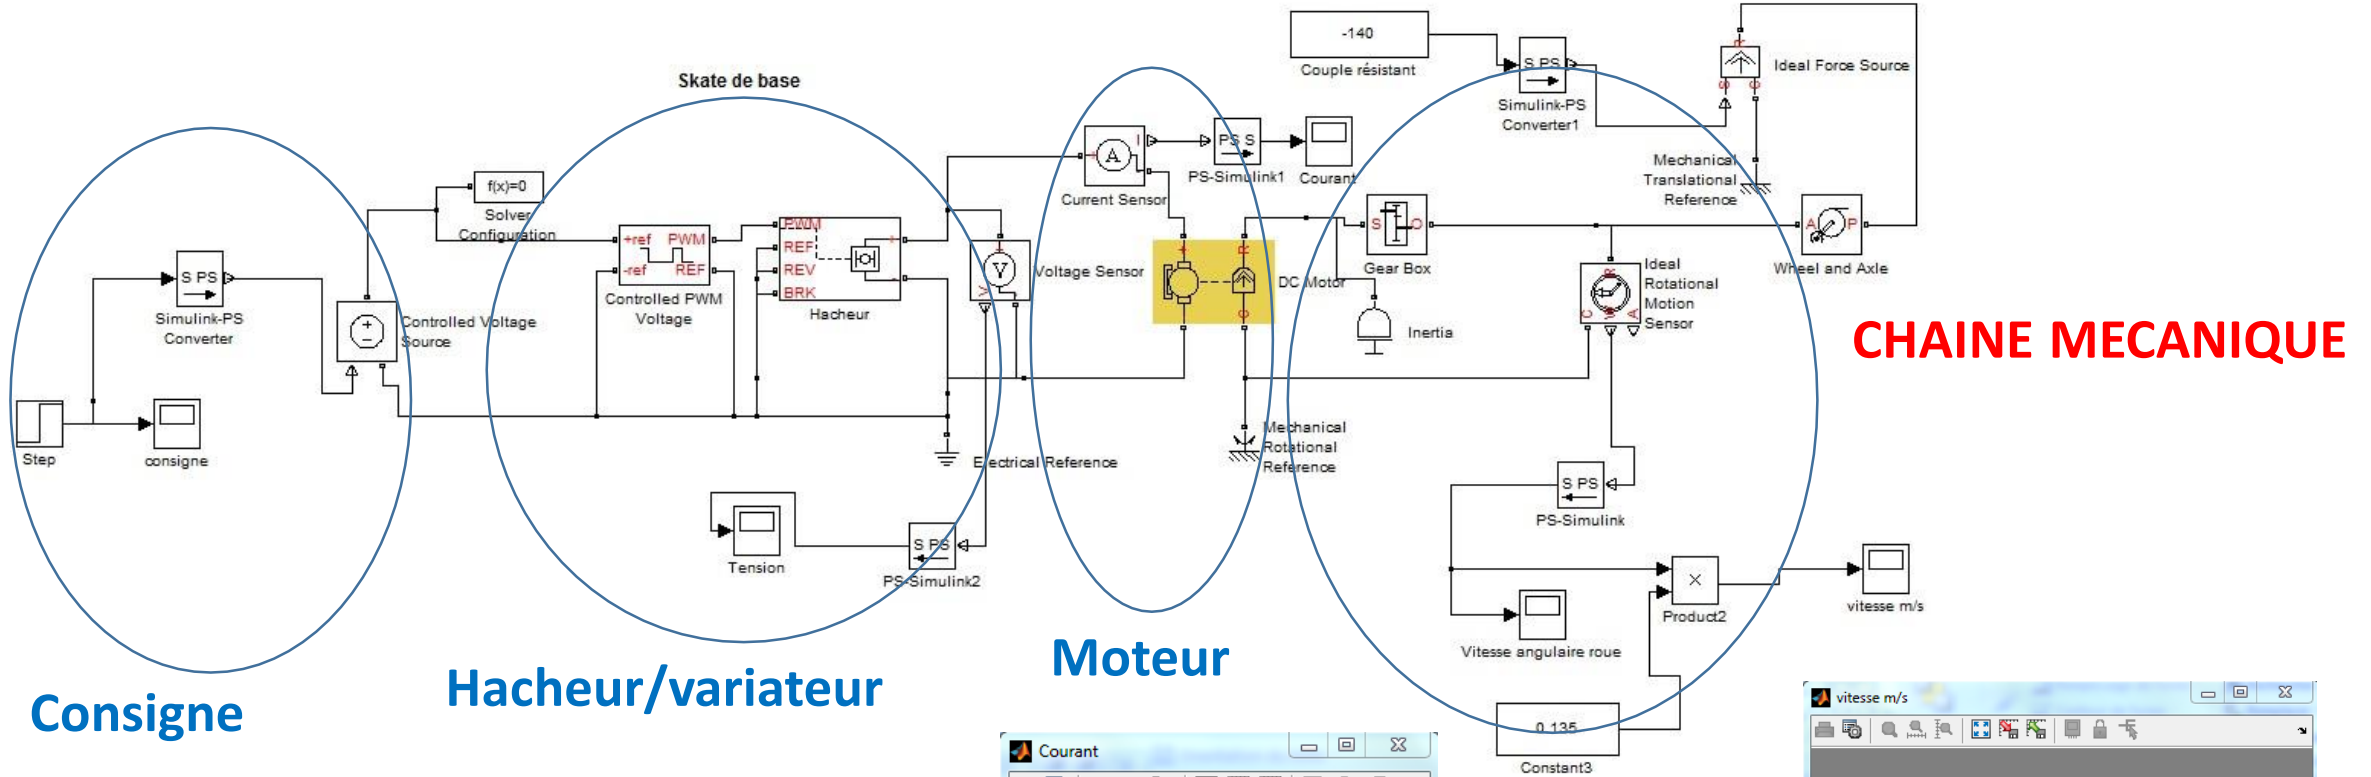 Skate de base
-140
Couple résistant
S PS
Simulink-PS
Converter1
R
S
C
Ideal Force Source
Mechanical
Translational
Reference
f(x)=0
Solver
Configuration
+ref PWM
-ref REF
Controlled PWM
Voltage
PWM
REF
REV
BRK
+
-
Hacheur
S PS
Simulink-PS
Converter
+
-
Controlled Voltage
Source
Step
consigne
+
V
V
Voltage Sensor
+
A
I
Current Sensor
PS S
PS-Simulink1
Courant
+
-
R
C
DC Motor
S
O
Gear Box
Inertia
A
P
Wheel and Axle
R
C
W
A
Ideal
Rotational
Motion
Sensor
CHAINE MECANIQUE
Electrical Reference
Mechanical
Rotational
Reference
Tension
S PS
PS-Simulink2
S PS
PS-Simulink
×
Product2
vitesse m/s
Vitesse angulaire roue
0.135
Constant3
Consigne
Hacheur/variateur
Moteur
Courant
vitesse m/s